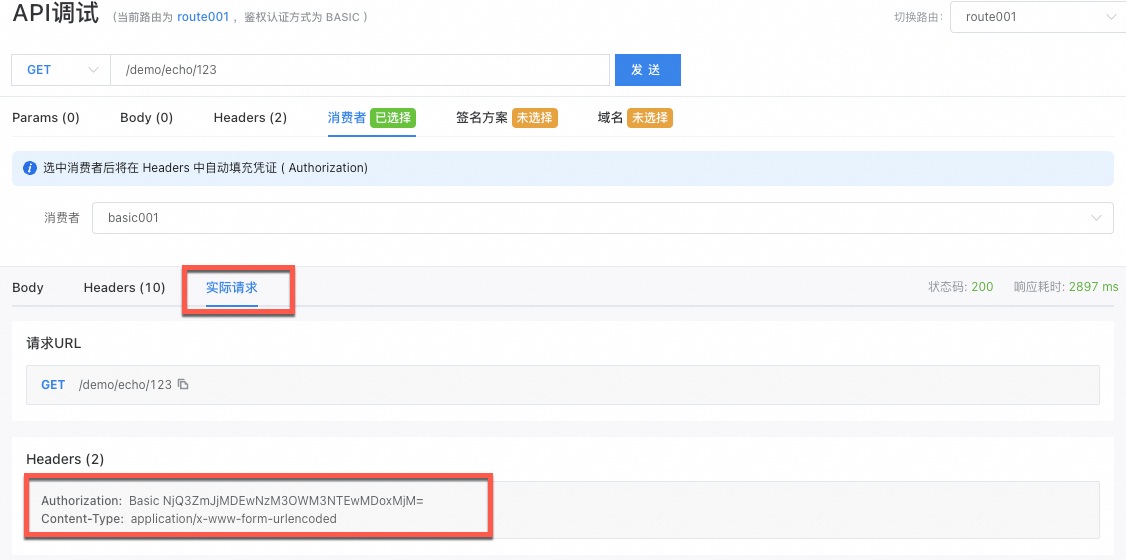 API调试 (当前路由为 route001 ，鉴权认证方式为 BASIC )
切换路由: route001
GET /demo/echo/123 发 送
Params (0) Body (0) Headers (2) 消费者 已选择 签名方案 未选择 域名 未选择
选中消费者后将在 Headers 中自动填充凭证 ( Authorization)
消费者 basic001
Body Headers (10) 实际请求 状态码: 200 响应耗时: 2897 ms
请求URL
GET /demo/echo/123
Headers (2)
Authorization: Basic NjQ3ZmJjMDEwNzM3OWM3NTEwMDoxMjM=
Content-Type: application/x-www-form-urlencoded